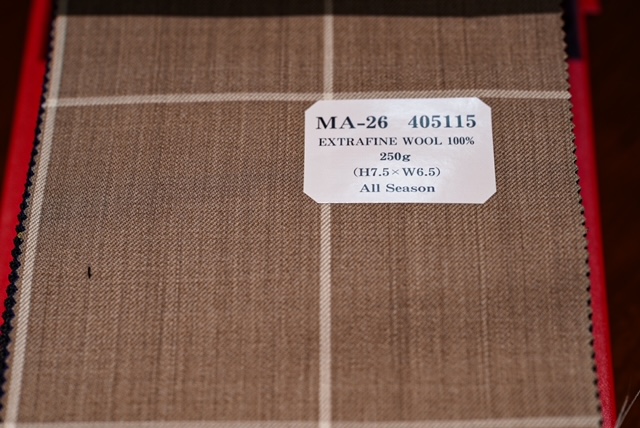 MA-26 405115
EXTRAFINE WOOL 100%
250g
(H7.5×W6.5)
All Season